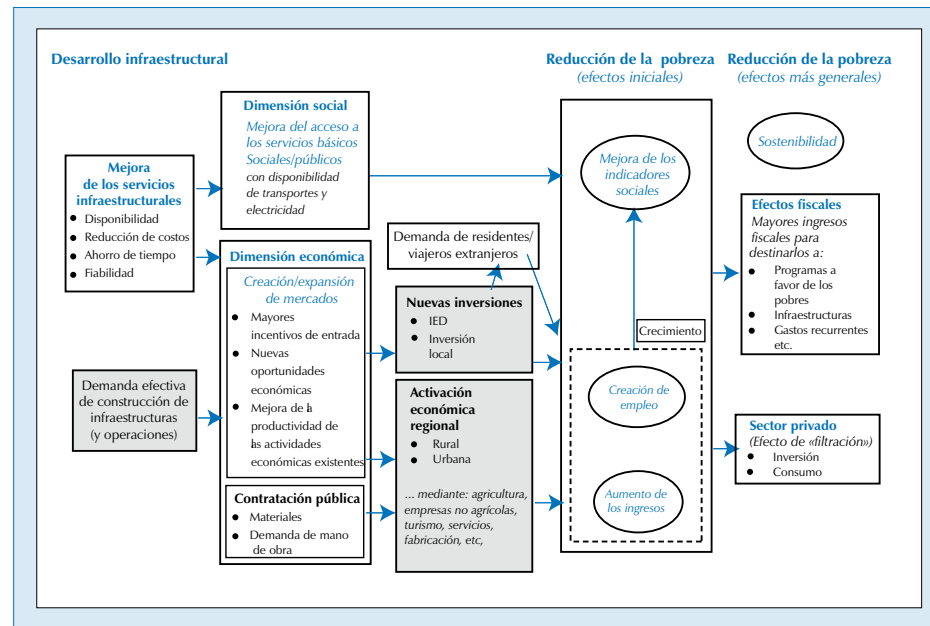 Desarrollo infraestructural
Reducción de la pobreza
(efectos iniciales)
Reducción de la pobreza
(efectos más generales)
Mejora
de los servicios
infraestructurales
● Disponibilidad
● Reducción de costos
● Ahorro de tiempo
● Fiabilidad
Demanda efectiva
de construcción de
infraestructuras
(y operaciones)
Dimensión social
Mejora del acceso a
los servicios básicos
Sociales/públicos
con disponibilidad
de transportes y
electricidad
Dimensión económica
Creación/expansión
de mercados
● Mayores
incentivos de entrada
● Nuevas
oportunidades
económicas
● Mejora de la
productividad de
las actividades
económicas existentes
Contratación pública
● Materiales
● Demanda de mano
de obra
Demanda de residentes/
viajeros extranjeros
Nuevas inversiones
● IED
● Inversión
local
Activación
económica
regional
● Rural
● Urbana
... mediante: agricultura,
empresas no agrícolas,
turismo, servicios,
fabricación, etc,
Mejora de los
indicadores
sociales
Crecimiento
Creación de
empleo
Aumento de
los ingresos
Sostenibilidad
Efectos fiscales
Mayores ingresos
fiscales para
destinarlos a:
● Programas a
favor de los
pobres
● Infraestructuras
● Gastos recurrentes
etc.
Sector privado
(Efecto de «filtración»)
● Inversión
● Consumo